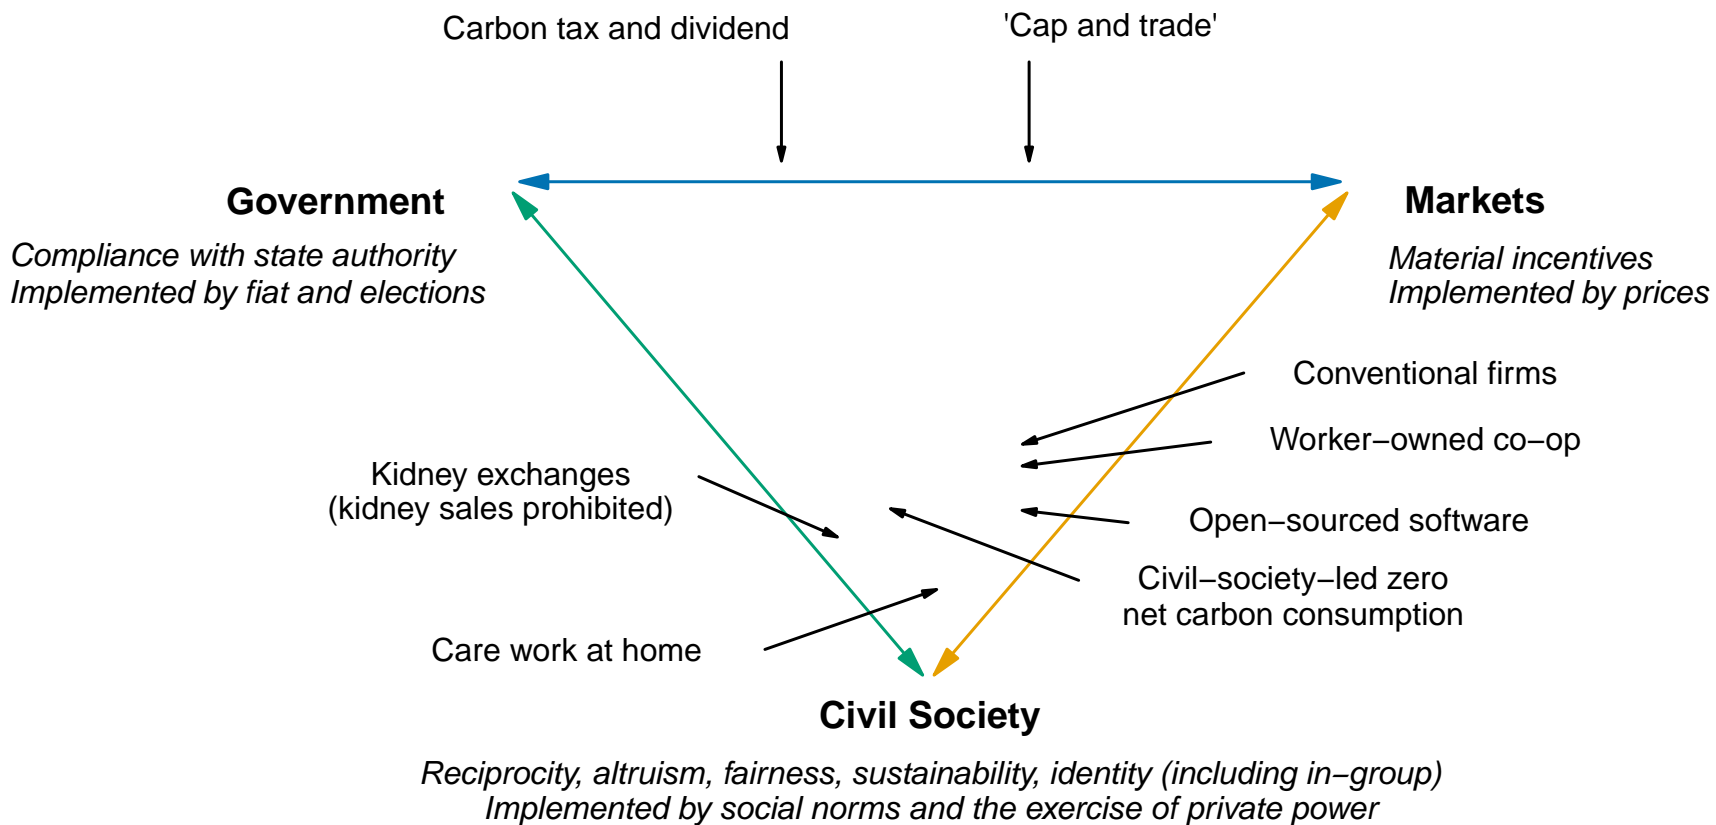 Carbon tax and dividend
'Cap and trade'
Government
Compliance with state authority
Implemented by fiat and elections
Markets
Material incentives
Implemented by prices
Conventional firms
Worker–owned co–op
Kidney exchanges
(kidney sales prohibited)
Open–sourced software
Civil–society–led zero
net carbon consumption
Care work at home
Civil Society
Reciprocity, altruism, fairness, sustainability, identity (including in–group)
Implemented by social norms and the exercise of private power